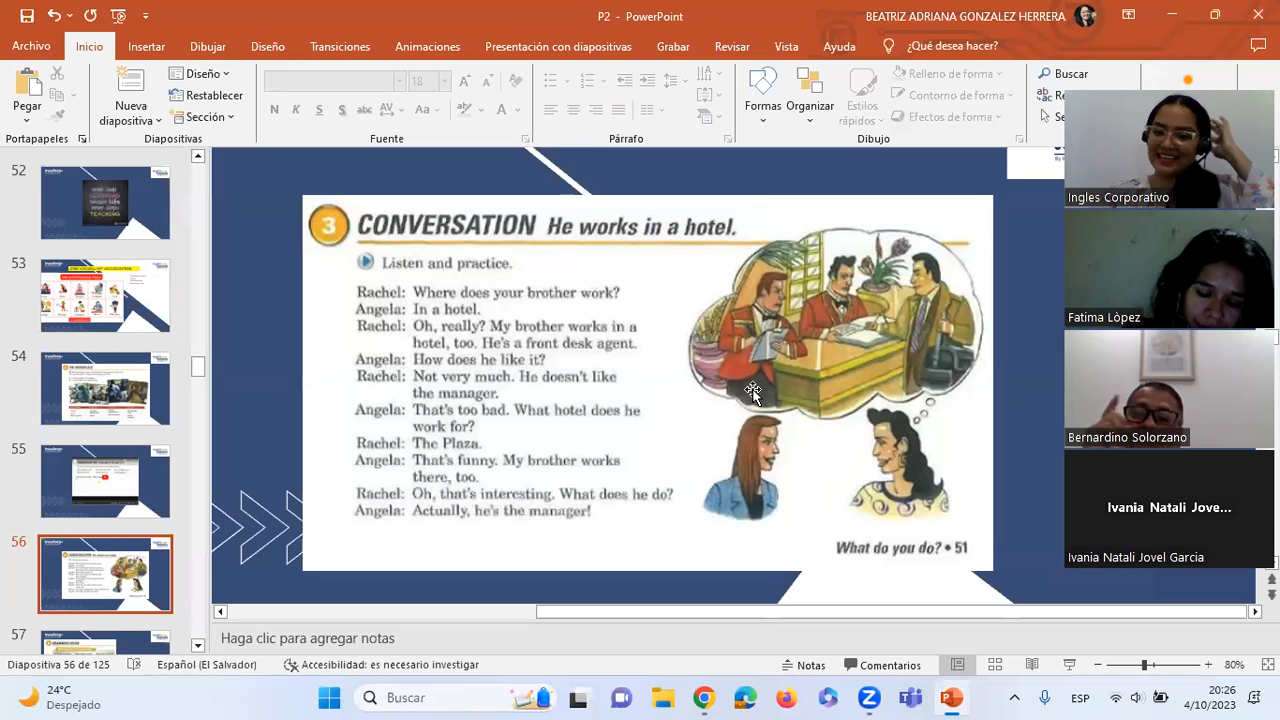 P2 - PowerPoint
BEATRIZ ADRIANA GONZALEZ HERRERA
Archivo Inicio Insertar Dibujar Diseño Transiciones Animaciones Presentación con diapositivas Grabar Revisar Vista Ayuda ¿Qué desea hacer?
Pegar
Portapapeles
Nueva
diapositiva
Diseño
Restablecer
Sección
Diapositivas
18
N K S abc AV Aa A
Fuente
Párrafo
Formas
Organizar
Estilos
rápidos
Relleno de forma
Contorno de forma
Efectos de forma
Dibujo
Buscar
Ingles Corporativo
Fatima Lòpez
Bernardino Solorzano
Ivania Natali Jove...
Ivania Natali Jovel Garcia
52
53
54
55
56
57
3 CONVERSATION He works in a hotel.
Listen and practice.
Rachel: Where does your brother work?
Angela: In a hotel.
Rachel: Oh, really? My brother works in a
hotel, too. He's a front desk agent.
Angela: How does he like it?
Rachel: Not very much. He doesn't like
the manager.
Angela: That's too bad. What hotel does he
work for?
Rachel: The Plaza.
Angela: That's funny. My brother works
there, too.
Rachel: Oh, that's interesting. What does he do?
Angela: Actually, he's the manager!
What do you do? • 51
Haga clic para agregar notas
Diapositiva 56 de 125 Español (El Salvador) Accesibilidad: es necesario investigar Notas Comentarios 80%
24°C
Despejado
Buscar
ESP
20:26
4/10/2023